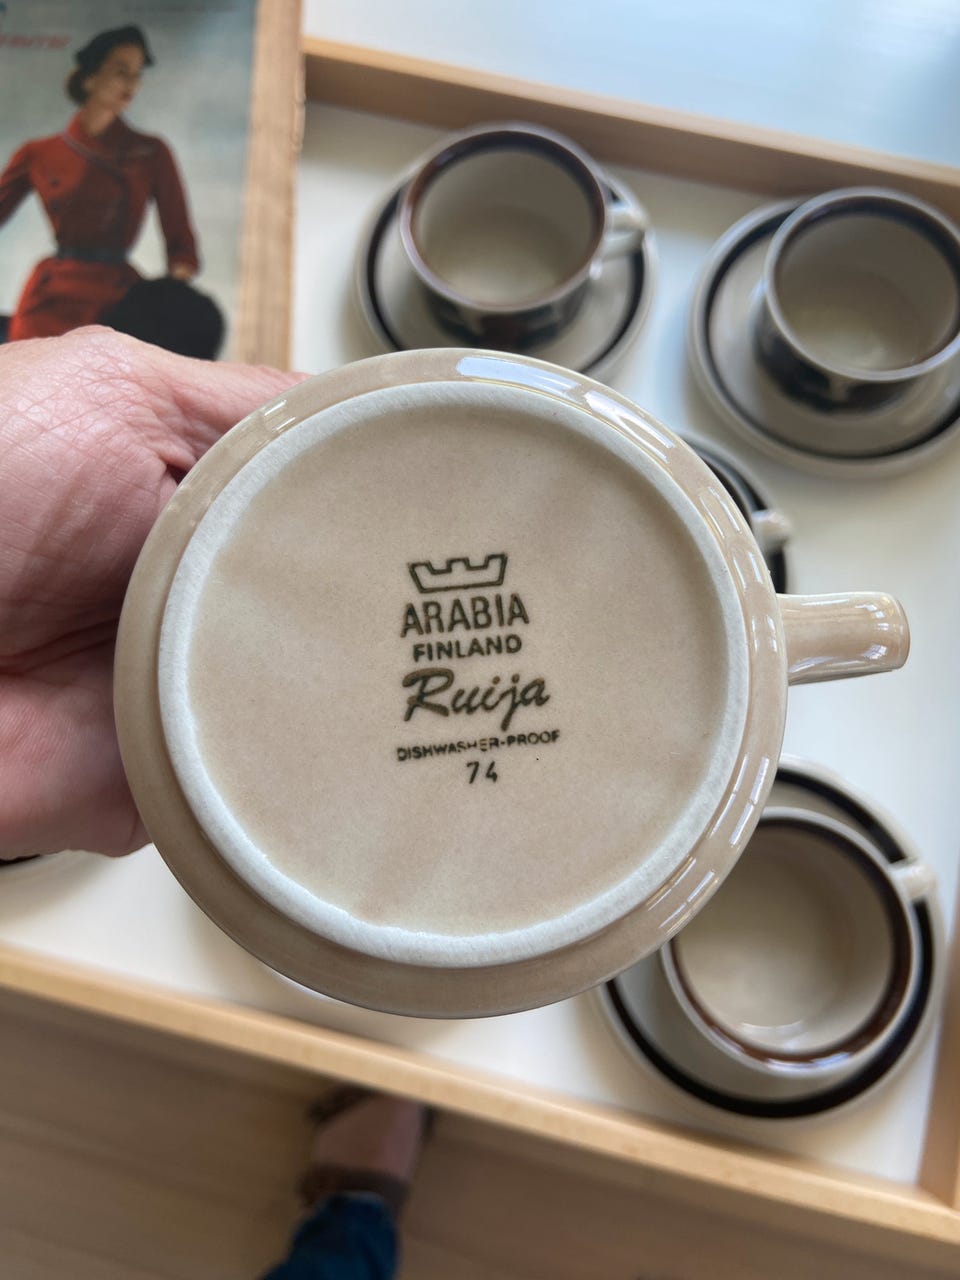 ARABIA
FINLAND
Ruija
DISHWASHER-PROOF
74